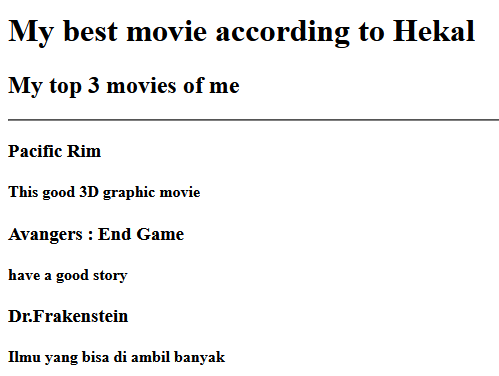 My best movie according to Hekal
My top 3 movies of me
Pacific Rim
This good 3D graphic movie
Avangers : End Game
have a good story
Dr.Frakenstein
Ilmu yang bisa di ambil banyak